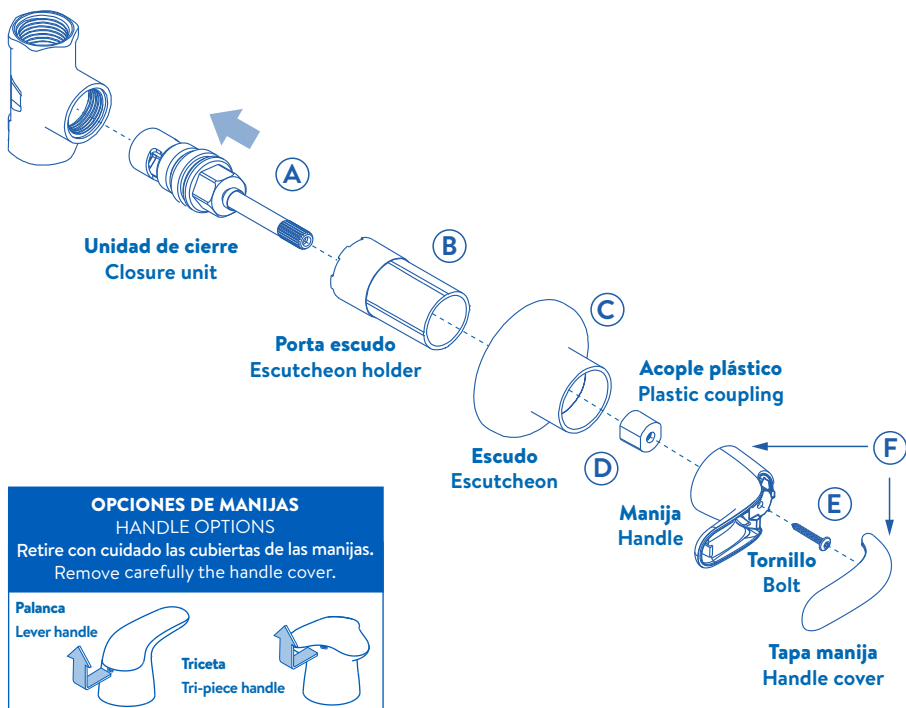 A
Unidad de cierre
Closure unit
B
Porta escudo
Escutcheon holder
C
Escudo
Escutcheon
Acople plástico
Plastic coupling
D
F
Manija
Handle
E
Tornillo
Bolt
Tapa manija
Handle cover
OPCIONES DE MANIJAS
HANDLE OPTIONS
Retire con cuidado las cubiertas de las manijas.
Remove carefully the handle cover.
Palanca
Lever handle
Triceta
Tri-piece handle